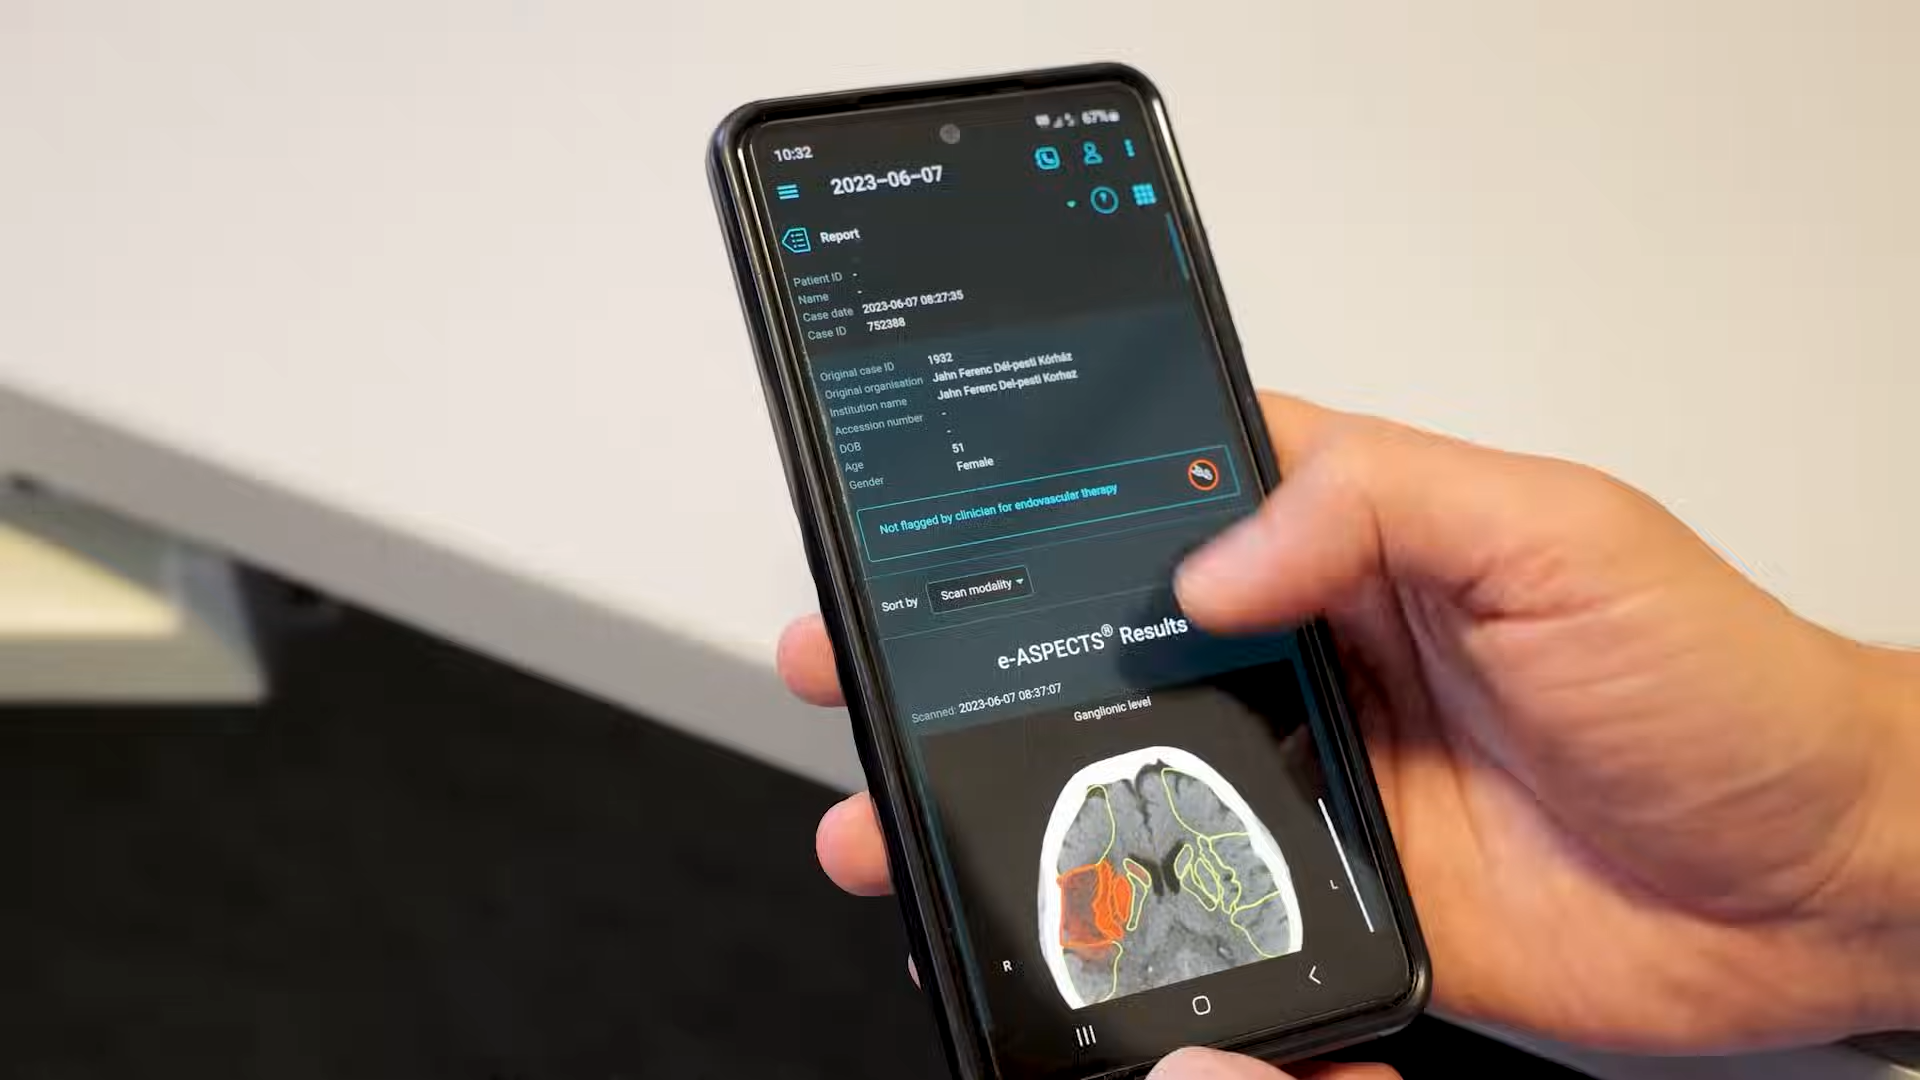 10:32
67%
2023-06-07
Report
Patient ID -
Name -
Case date 2023-06-07 08:27:35
Case ID 752388
Original case ID 1932
Original organisation Jahn Ferenc Dél-pesti Kórház
Institution name Jahn Ferenc Del-pesti Korhaz
Accession number -
DOB -
Age 51
Gender Female
Not flagged by clinician for endovascular therapy
Sort by Scan modality
e-ASPECTS® Results
Scanned: 2023-06-07 08:37:07
Ganglionic level
L
R